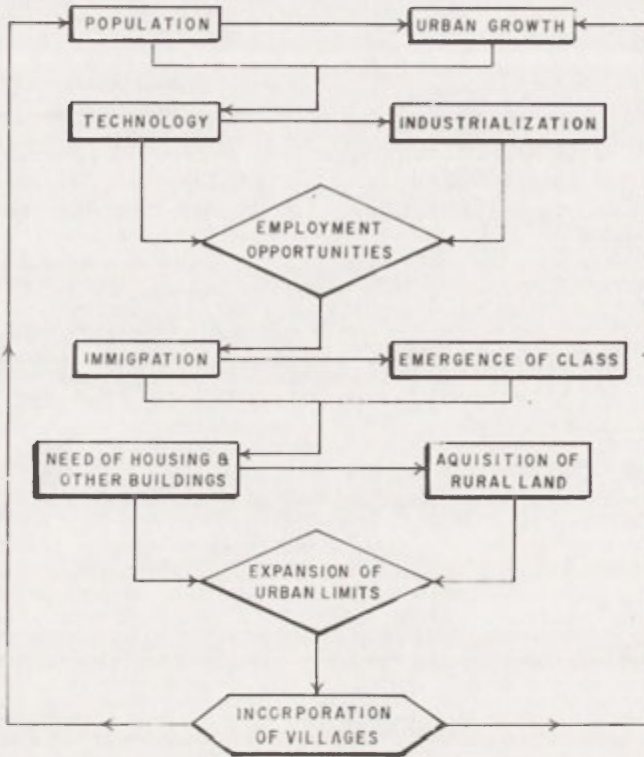 POPULATION
URBAN GROWTH
TECHNOLOGY
INDUSTRIALIZATION
EMPLOYMENT
OPPORTUNITIES
IMMIGRATION
EMERGENCE OF CLASS
NEED OF HOUSING &
OTHER BUILDINGS
AQUISITION OF
RURAL LAND
EXPANSION OF
URBAN LIMITS
INCORPORATION
OF VILLAGES